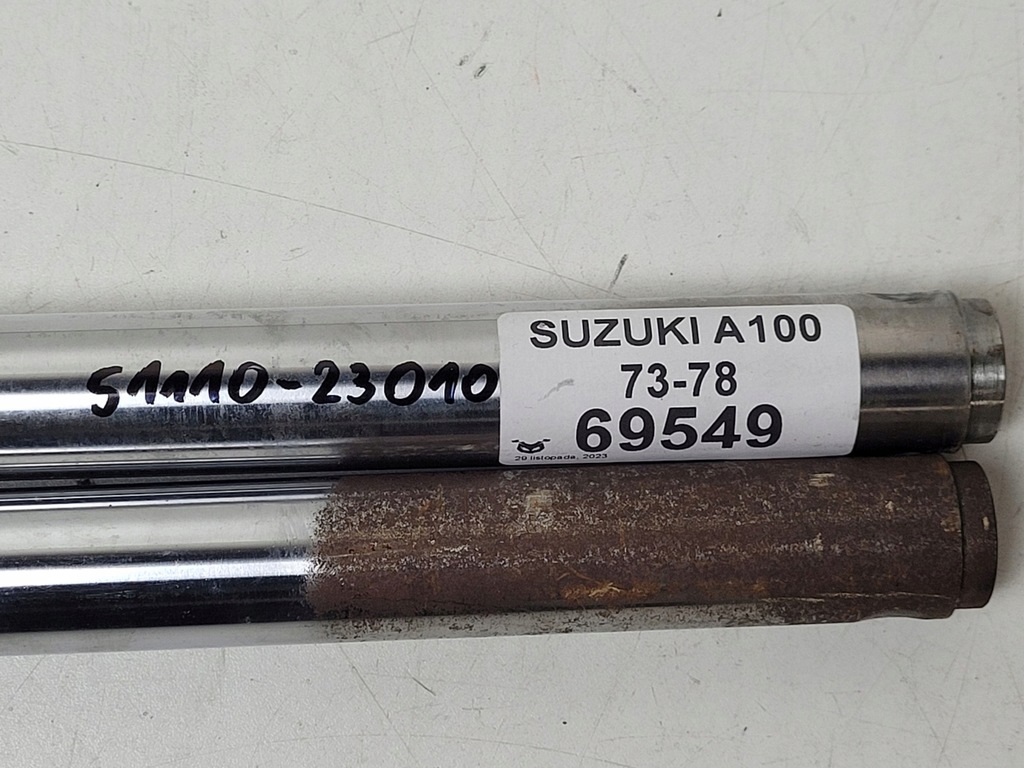 51110-23010
SUZUKI A100
73-78
69549
29 listopada, 2023